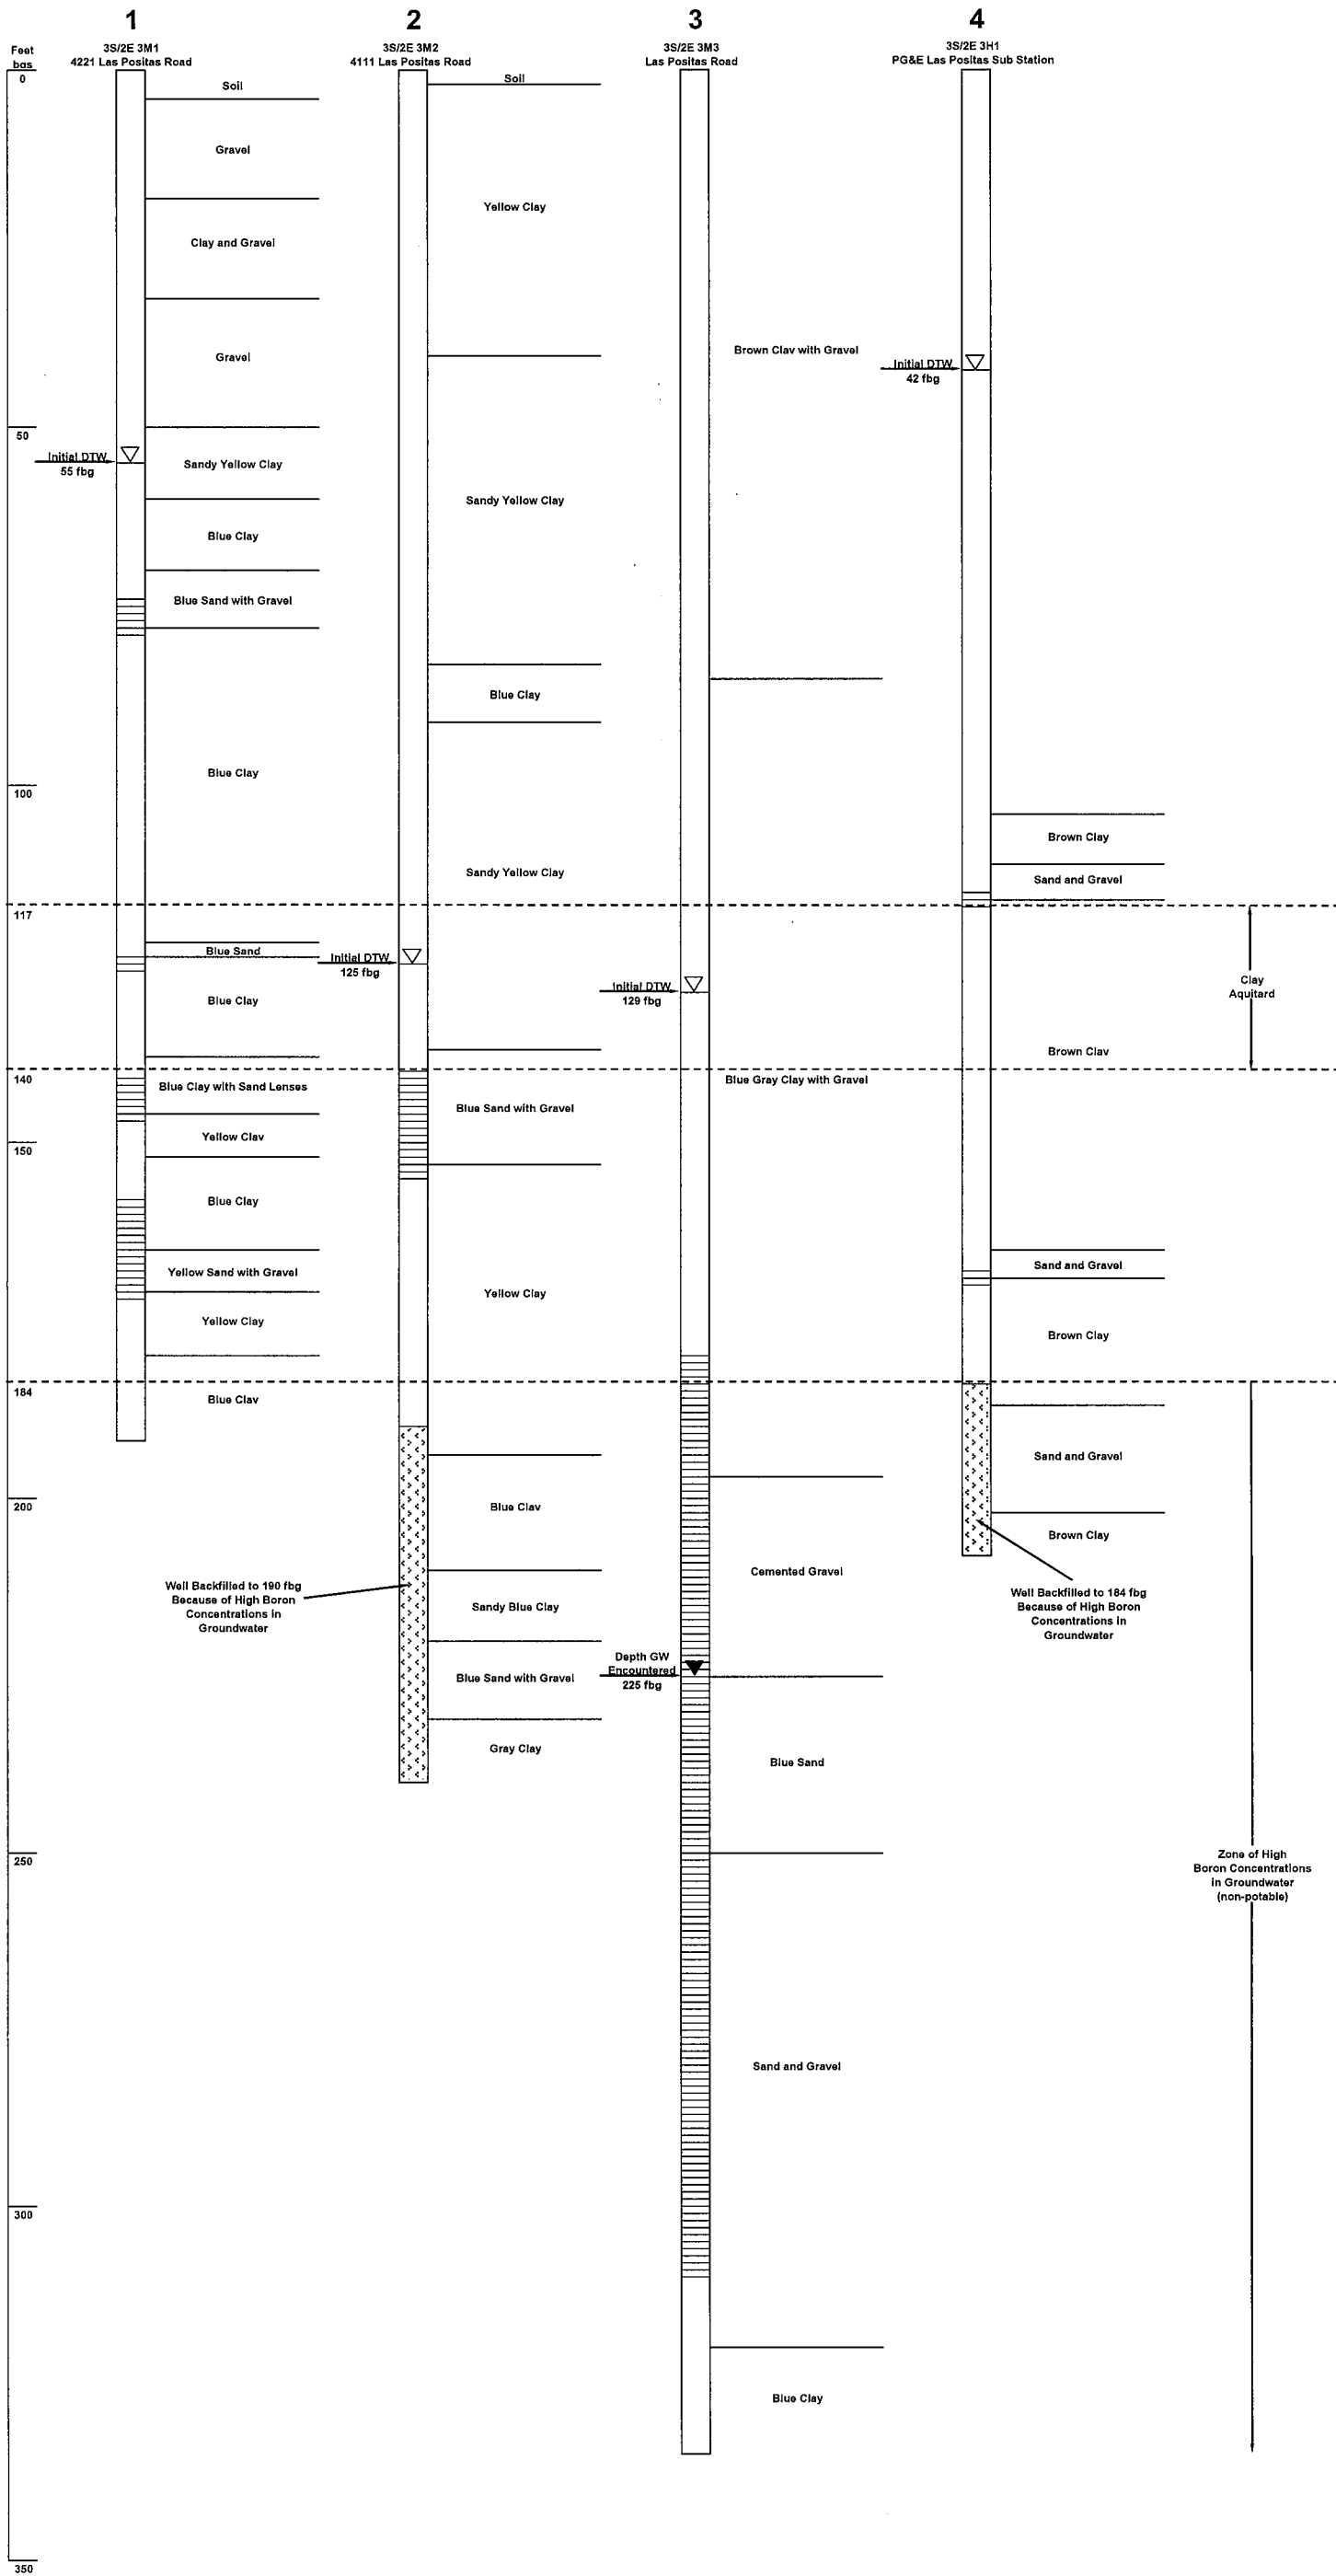 1
3S/2E 3M1
4221 Las Positas Road
2
3S/2E 3M2
4111 Las Positas Road
3
3S/2E 3M3
Las Positas Road
4
3S/2E 3H1
PG&E Las Positas Sub Station
Feet
bgs
0
50
100
117
140
150
184
200
250
300
350
Soil
Gravel
Clay and Gravel
Gravel
Initial DTW
55 fbg
Sandy Yellow Clay
Blue Clay
Blue Sand with Gravel
Blue Clay
Blue Sand
Blue Clay
Blue Clay with Sand Lenses
Yellow Clay
Blue Clay
Yellow Sand with Gravel
Yellow Clay
Blue Clay
Soil
Yellow Clay
Sandy Yellow Clay
Blue Clay
Sandy Yellow Clay
Initial DTW
125 fbg
Blue Sand with Gravel
Yellow Clay
Blue Clay
Well Backfilled to 190 fbg
Because of High Boron
Concentrations in
Groundwater
Sandy Blue Clay
Blue Sand with Gravel
Gray Clay
Brown Clay with Gravel
Initial DTW
129 fbg
Blue Gray Clay with Gravel
Cemented Gravel
Depth GW
Encountered
225 fbg
Blue Sand
Sand and Gravel
Blue Clay
Initial DTW
42 fbg
Brown Clay
Sand and Gravel
Brown Clay
Sand and Gravel
Brown Clay
Sand and Gravel
Brown Clay
Well Backfilled to 184 fbg
Because of High Boron
Concentrations in
Groundwater
Clay
Aquitard
Zone of High
Boron Concentrations
in Groundwater
(non-potable)